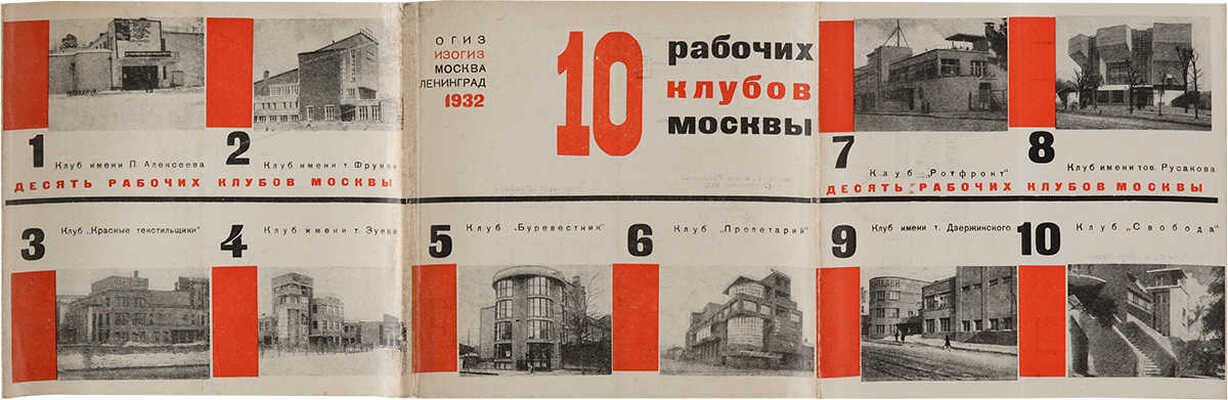 ОГИЗ
ИЗОГИЗ
МОСКВА
ЛЕНИНГРАД
1932
10
рабочих
клубов
москвы
1
Клуб имени П. Алексеева
2
Клуб имени т. Фрунзе
ДЕСЯТЬ РАБОЧИХ КЛУБОВ МОСКВЫ
3
Клуб „Красные текстильщики"
4
Клуб имени т. Зуева
5
Клуб „Буревестник"
6
Клуб „Пролетарий"
7
Клуб „Ротфронт"
8
Клуб имени тов. Русакова
ДЕСЯТЬ РАБОЧИХ КЛУБОВ МОСКВЫ
9
Клуб имени т. Дзержинского
10
Клуб „Свобода"